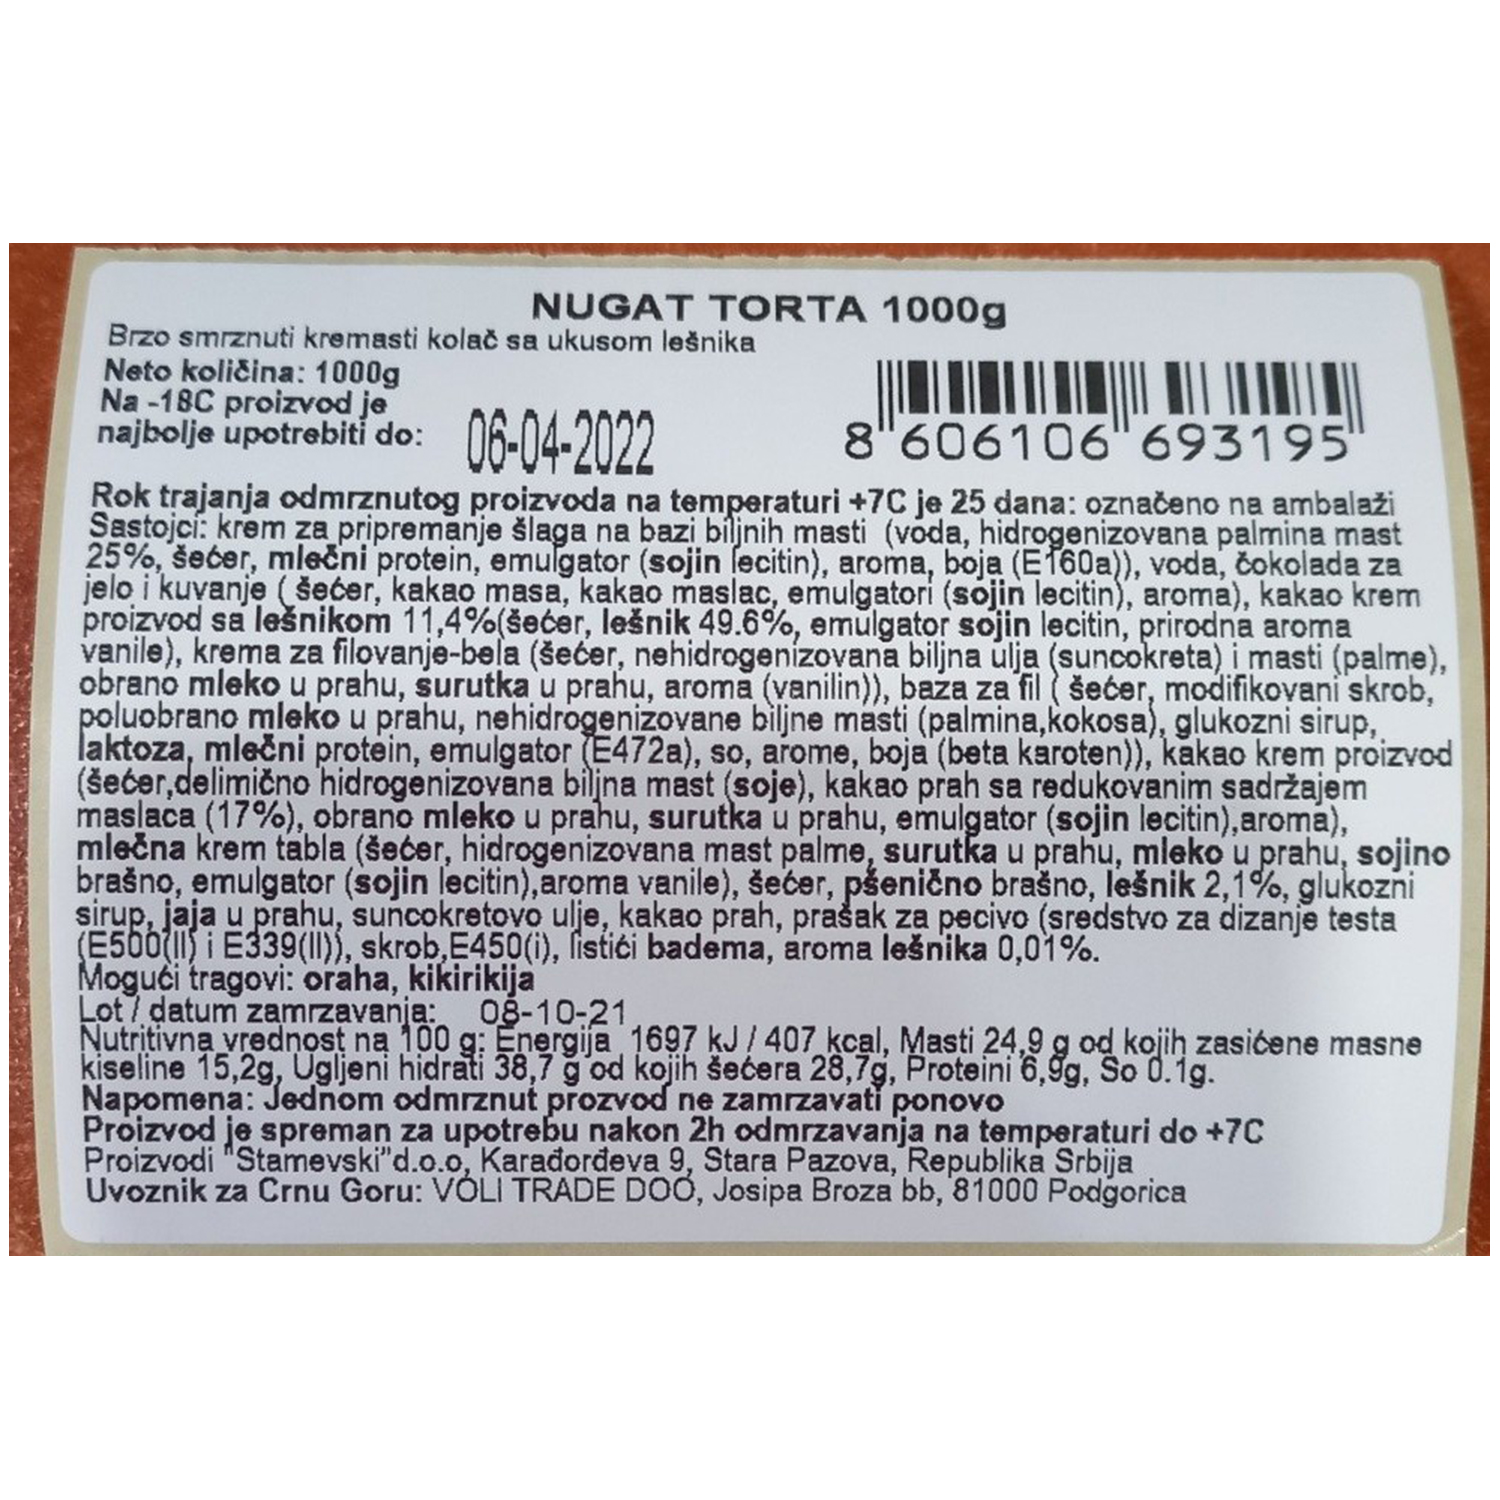 NUGAT TORTA 1000g
Brzo smrznuti kremasti kolač sa ukusom lešnika
Neto količina: 1000g
Na -18C proizvod je
najbolje upotrebiti do: 06-04-2022
8 606106 693195
Rok trajanja odmrznutog proizvoda na temperaturi +7C je 25 dana: označeno na ambalaži
Sastojci: krem za pripremanje šlaga na bazi biljnih masti (voda, hidrogenizovana palmina mast
25%, šećer, mlečni protein, emulgator (sojin lecitin), aroma, boja (E160a)), voda, čokolada za
jelo i kuvanje ( šećer, kakao masa, kakao maslac, emulgatori (sojin lecitin), aroma), kakao krem
proizvod sa lešnikom 11,4%(šećer, lešnik 49.6%, emulgator sojin lecitin, prirodna aroma
vanile), krema za filovanje-bela (šećer, nehidrogenizovana biljna ulja (suncokreta) i masti (palme),
obrano mleko u prahu, surutka u prahu, aroma (vanilin)), baza za fil ( šećer, modifikovani skrob,
poluobrano mleko u prahu, nehidrogenizovane biljne masti (palmina,kokosa), glukozni sirup,
laktoza, mlečni protein, emulgator (E472a), so, arome, boja (beta karoten)), kakao krem proizvod
(šećer,delimično hidrogenizovana biljna mast (soje), kakao prah sa redukovanim sadržajem
maslaca (17%), obrano mleko u prahu, surutka u prahu, emulgator (sojin lecitin),aroma),
mlečna krem tabla (šećer, hidrogenizovana mast palme, surutka u prahu, mleko u prahu, sojino
brašno, emulgator (sojin lecitin),aroma vanile), šećer, pšenično brašno, lešnik 2,1%, glukozni
sirup, jaja u prahu, suncokretovo ulje, kakao prah, prašak za pecivo (sredstvo za dizanje testa
(E500(II) i E339(II)), skrob,E450(i), listići badema, aroma lešnika 0,01%.
Mogući tragovi: oraha, kikirikija
Lot / datum zamrzavanja: 08-10-21
Nutritivna vrednost na 100 g: Energija 1697 kJ / 407 kcal, Masti 24,9 g od kojih zasićene masne
kiseline 15,2g, Ugljeni hidrati 38,7 g od kojih šećera 28,7g, Proteini 6,9g, So 0.1g.
Napomena: Jednom odmrznut prozvod ne zamrzavati ponovo
Proizvod je spreman za upotrebu nakon 2h odmrzavanja na temperaturi do +7C
Proizvodi "Stamevski"d.o.o, Karađorđeva 9, Stara Pazova, Republika Srbija
Uvoznik za Crnu Goru: VOLI TRADE DOO, Josipa Broza bb, 81000 Podgorica